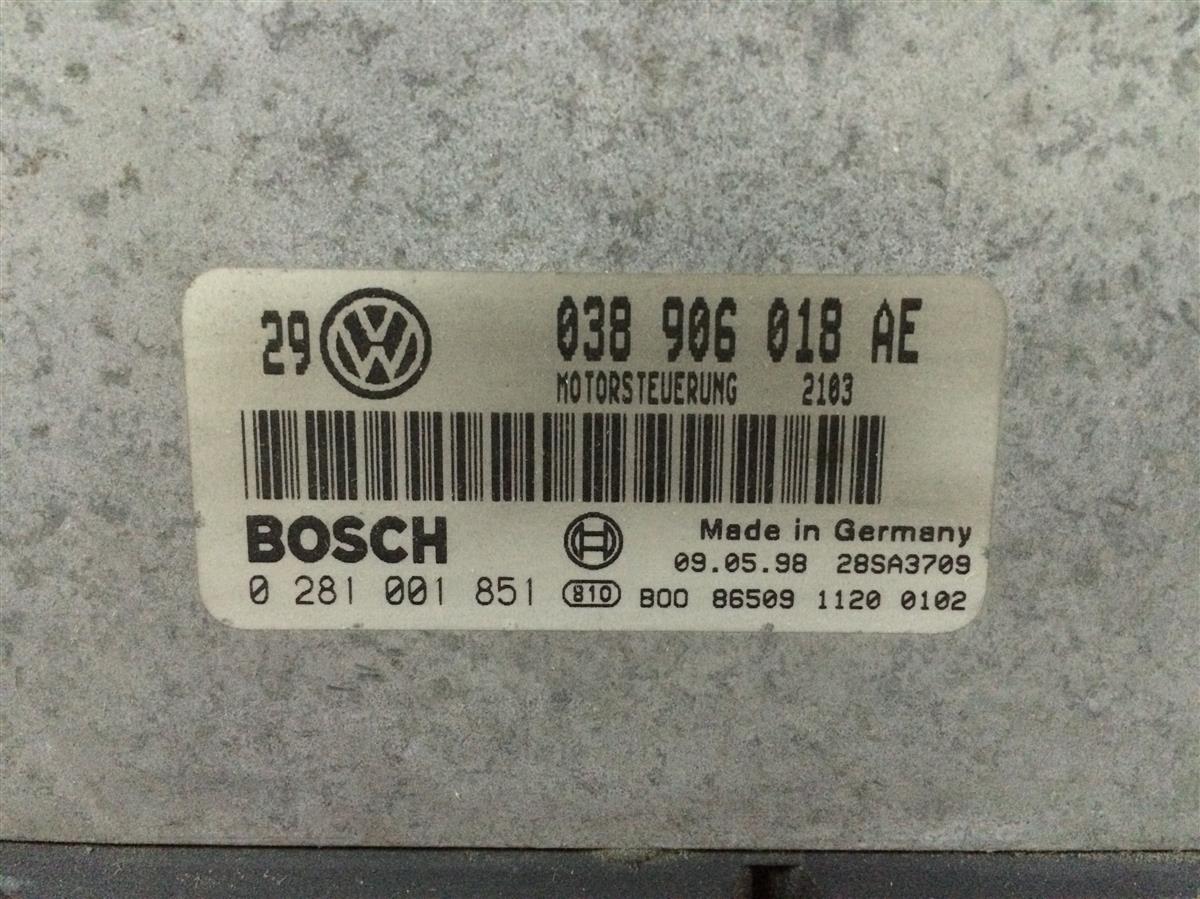 29 038 906 018 AE
MOTORSTEUERUNG 2103
BOSCH Made in Germany
09.05.98 28SA3709
0 281 001 851 810 B00 86509 1120 0102